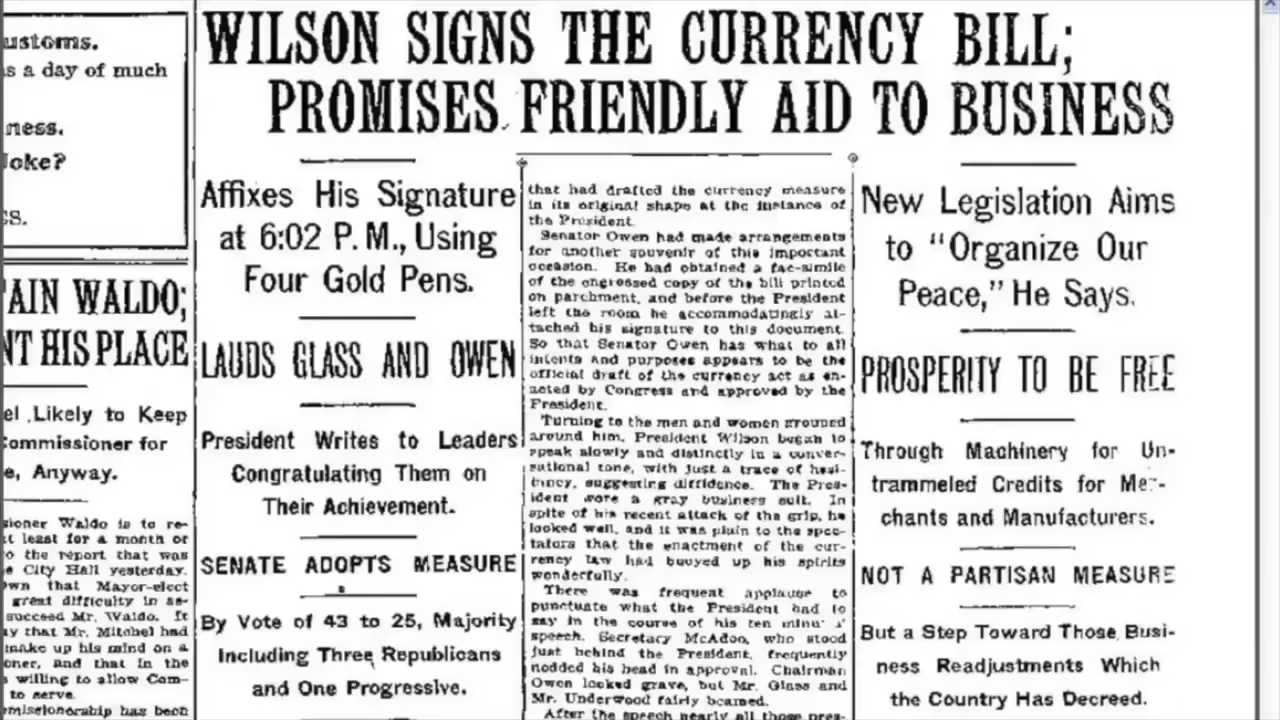 ustoms.
s a day of much
ness.
Joke?
CS.
AIN WALDO;
NT HIS PLACE
el Likely to Keep
Commissioner for
e, Anyway.
sioner Waldo is to re-
t least for a month or
o the report that was
e City Hall yesterday.
wn that Mayor-elect
great difficulty in se-
succeed Mr. Waldo. It
y that Mr. Mitchel had
make up his mind on a
oner, and that in the
s willing to allow Com-
to serve.
missionership has been
WILSON SIGNS THE CURRENCY BILL;
PROMISES FRIENDLY AID TO BUSINESS
Affixes His Signature
at 6:02 P. M., Using
Four Gold Pens.
LAUDS GLASS AND OWEN
President Writes to Leaders
Congratulating Them on
Their Achievement.
SENATE ADOPTS MEASURE
By Vote of 43 to 25, Majority
Including Three Republicans
and One Progressive.
that had drafted the currency measure
in its original shape at the instance of
the President.
Senator Owen had made arrangements
for another souvenir of this important
occasion. He had obtained a fac-simile
of the engrossed copy of the bill printed
on parchment, and before the President
left the room he accommodatingly at-
tached his signature to this document.
So that Senator Owen has what to all
intents and purposes appears to be the
official draft of the currency act as en-
acted by Congress and approved by the
President.
Turning to the men and women grouped
around him, President Wilson began to
speak slowly and distinctly in a conver-
sational tone, with just a trace of hesi-
tancy, suggesting diffidence. The Pres-
ident wore a gray business suit. In
spite of his recent attack of the grip, he
looked well, and it was plain to the spec-
tators that the enactment of the cur-
rency law had buoyed up his spirits
wonderfully.
There was frequent applause to
punctuate what the President had to
say in the course of his ten minute
speech. Secretary McAdoo, who stood
just behind the President, frequently
nodded his head in approval. Chairman
Owen looked grave, but Mr. Glass and
Mr. Underwood fairly beamed.
After the speech nearly all those pres-
New Legislation Aims
to "Organize Our
Peace," He Says.
PROSPERITY TO BE FREE
Through Machinery for Un-
trammeled Credits for Mer-
chants and Manufacturers.
NOT A PARTISAN MEASURE
But a Step Toward Those Busi-
ness Readjustments Which
the Country Has Decreed.